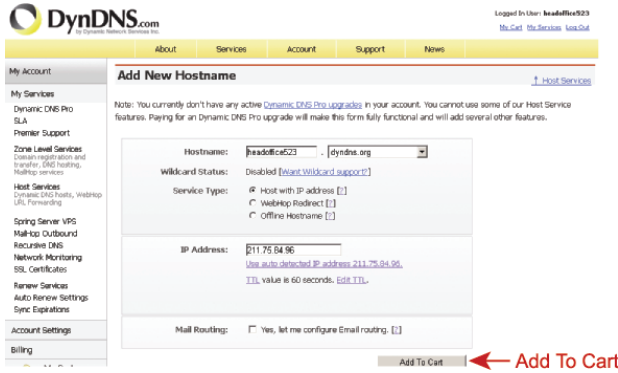 DynDNS.com
by Dynamic Network Services Inc.
Logged In User: headoffice523
My Cart My Services Log Out
About Services Account Support News
My Account
My Services
Dynamic DNS Pro
SLA
Premier Support
Zone Level Services
Domain registration and
transfer, DNS hosting,
MailHop services
Host Services
Dynamic DNS hosts, WebHop
URL Forwarding
Spring Server VPS
MailHop Outbound
Recursive DNS
Network Monitoring
SSL Certificates
Renew Services
Auto Renew Settings
Sync Expirations
Account Settings
Billing
Add New Hostname
↑ Host Services
Note: You currently don't have any active Dynamic DNS Pro upgrades in your account. You cannot use some of our Host Service
features. Paying for an Dynamic DNS Pro upgrade will make this form fully functional and will add several other features.
Hostname: headoffice523 . dyndns.org
Wildcard Status: Disabled [Want Wildcard support?]
Service Type: Host with IP address [?]
WebHop Redirect [?]
Offline Hostname [?]
IP Address: 211.75.84.96
Use auto detected IP address 211.75.84.96.
TTL value is 60 seconds. Edit TTL.
Mail Routing: Yes, let me configure Email routing. [?]
Add To Cart
Add To Cart